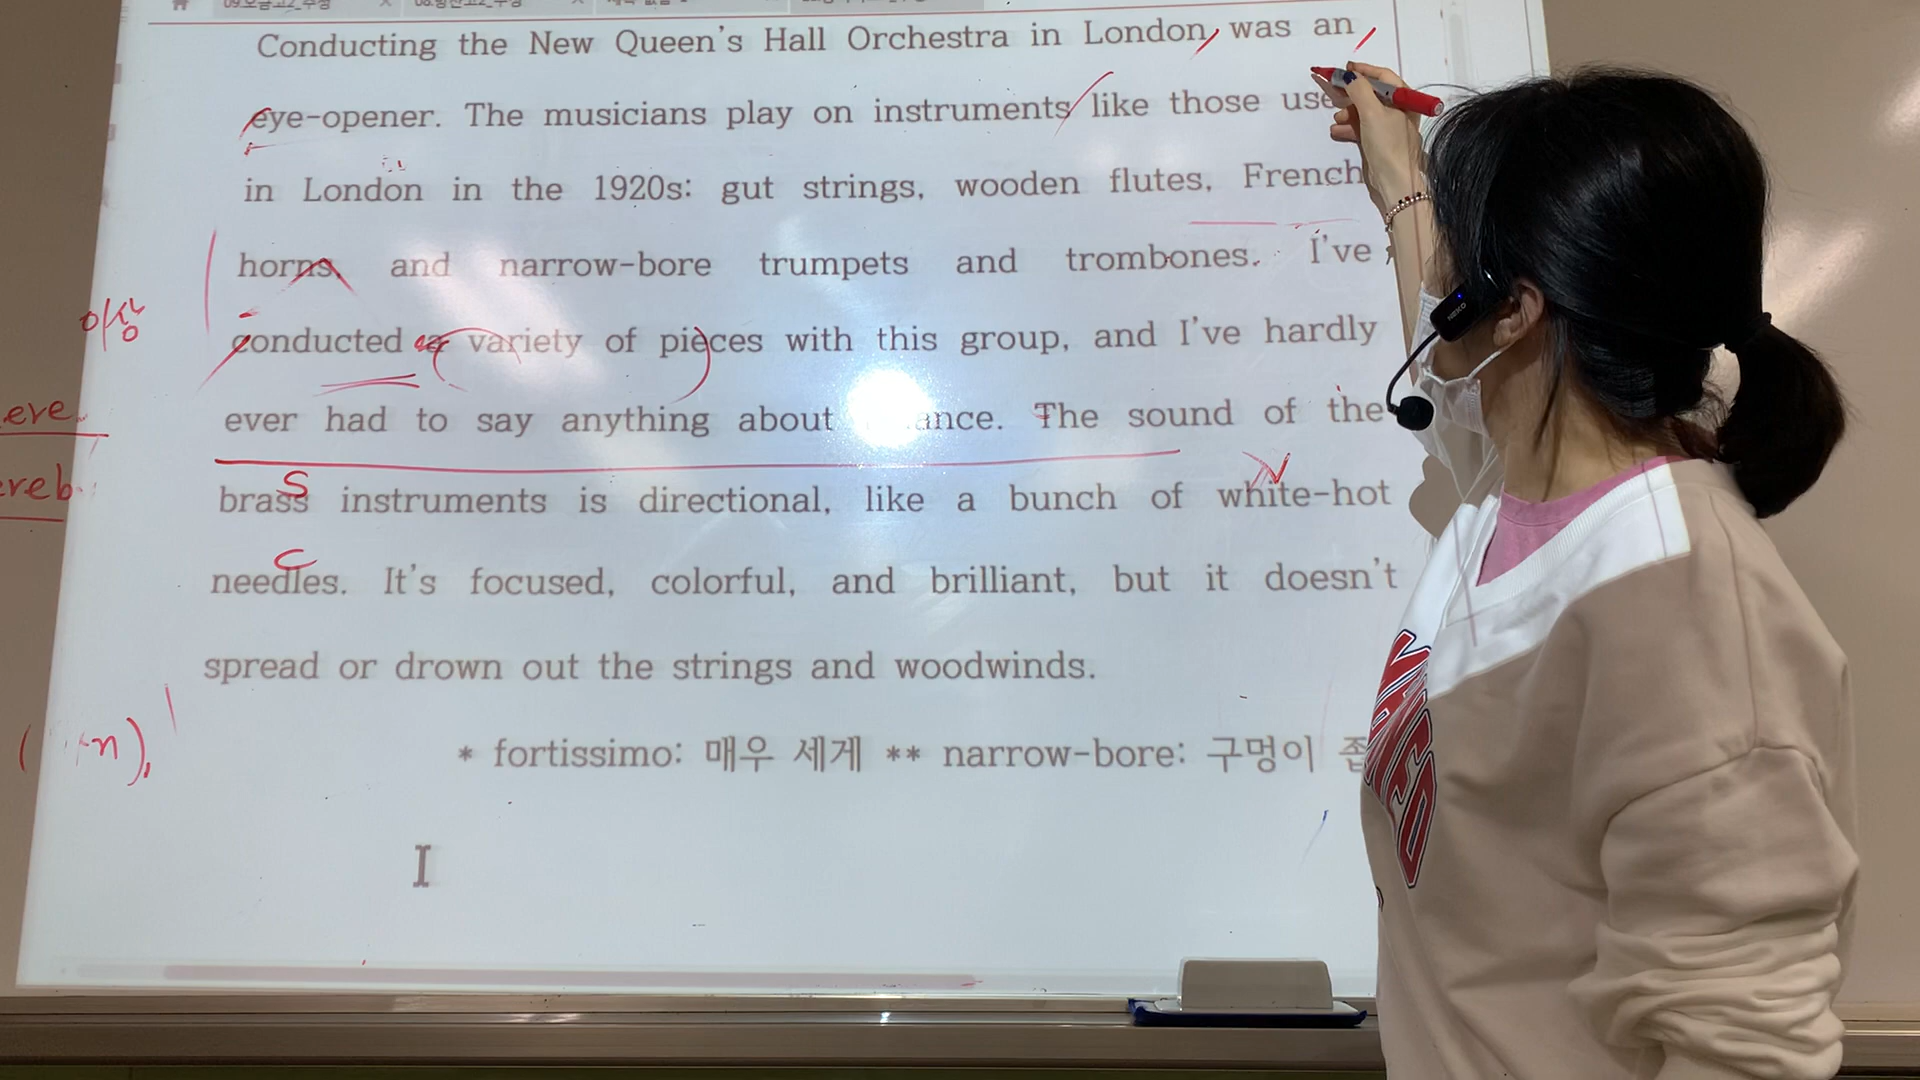 Conducting the New Queen's Hall Orchestra in London, was an
eye-opener. The musicians play on instruments like those
in London in the 1920s: gut strings, wooden flutes, French
horns, and narrow-bore trumpets and trombones. I've
이상
conducted a variety of pieces with this group, and I've hardly
ever had to say anything about The sound of the
S
N
brass instruments is directional, like a bunch of white-hot
C
needles. It's focused, colorful, and brilliant, but it doesn't
spread or drown out the strings and woodwinds.
* fortissimo: 매우 세게 ** narrow-bore: 구멍이
NEKO